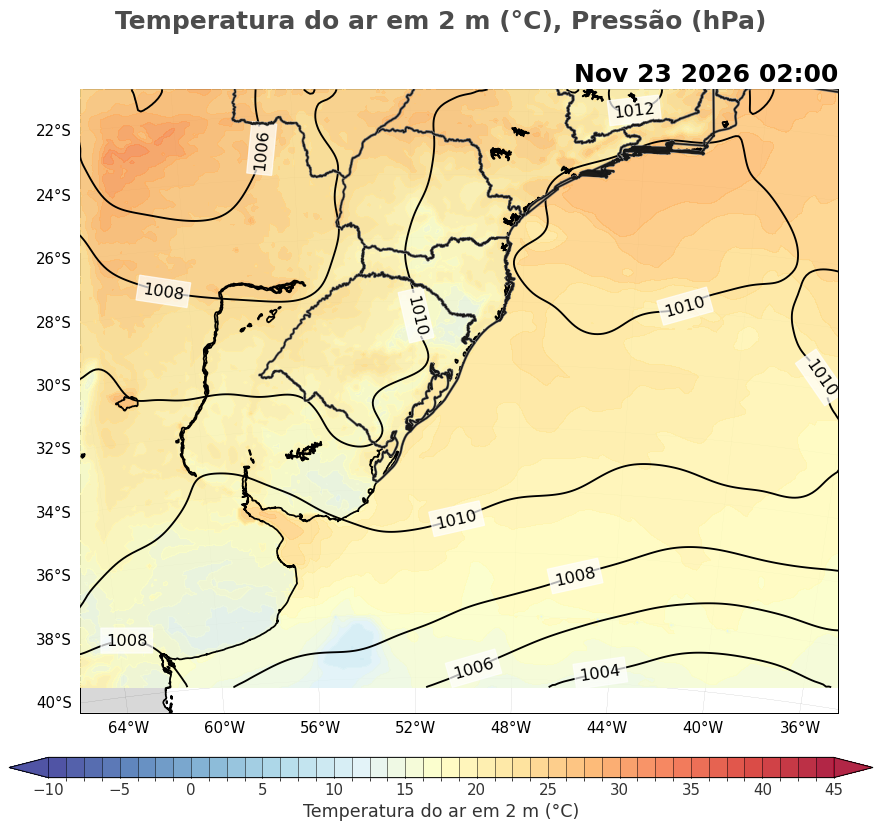 Temperatura do ar em 2 m (°C), Pressão (hPa)
Nov 23 2026 02:00
1012
22°S
1006
24°S
26°S
1008
1010
28°S
1010
30°S
1010
32°S
34°S
1010
36°S
1008
38°S
1008
1006
1004
40°S
64°W 60°W 56°W 52°W 48°W 44°W 40°W 36°W
−10 −5 0 5 10 15 20 25 30 35 40 45
Temperatura do ar em 2 m (°C)